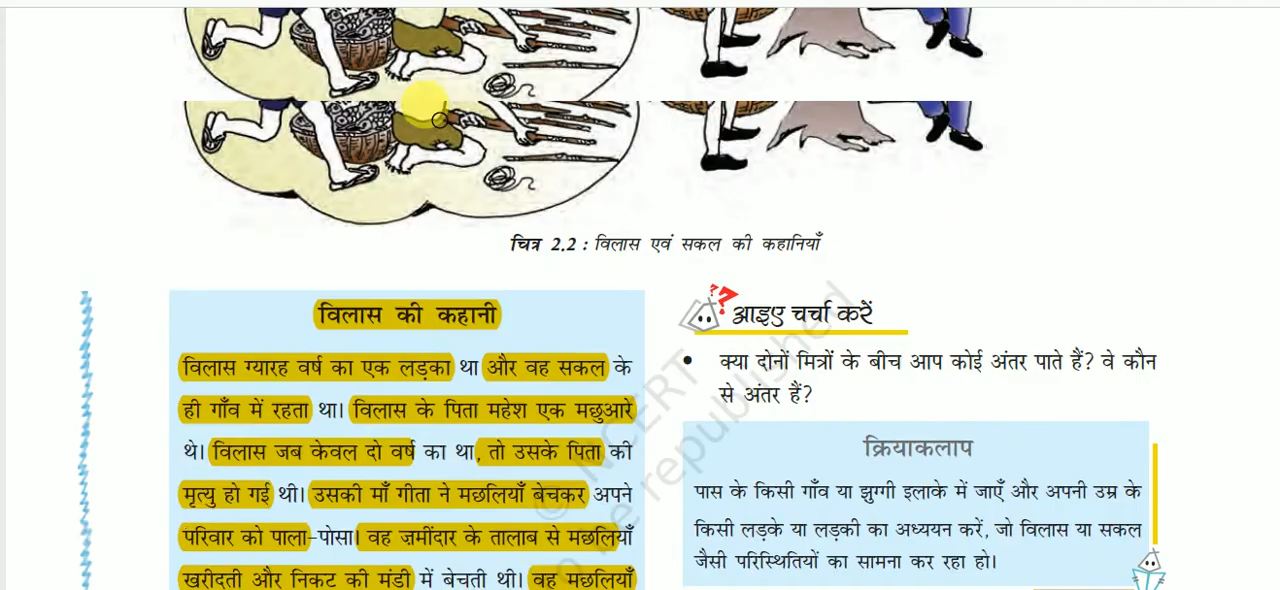 चित्र 2.2 : विलास एवं सकल की कहानियाँ
विलास की कहानी
विलास ग्यारह वर्ष का एक लड़का था और वह सकल के
ही गाँव में रहता था। विलास के पिता महेश एक मछुआरे
थे। विलास जब केवल दो वर्ष का था, तो उसके पिता की
मृत्यु हो गई थी। उसकी माँ गीता ने मछलियाँ बेचकर अपने
परिवार को पाला-पोसा। वह ज़मींदार के तालाब से मछलियाँ
खरीदती और निकट की मंडी में बेचती थी। वह मछलियाँ
आइए चर्चा करें
• क्या दोनों मित्रों के बीच आप कोई अंतर पाते हैं? वे कौन
से अंतर हैं?
क्रियाकलाप
पास के किसी गाँव या झुग्गी इलाके में जाएँ और अपनी उम्र के
किसी लड़के या लड़की का अध्ययन करें, जो विलास या सकल
जैसी परिस्थितियों का सामना कर रहा हो।
© NCERT
o be republished